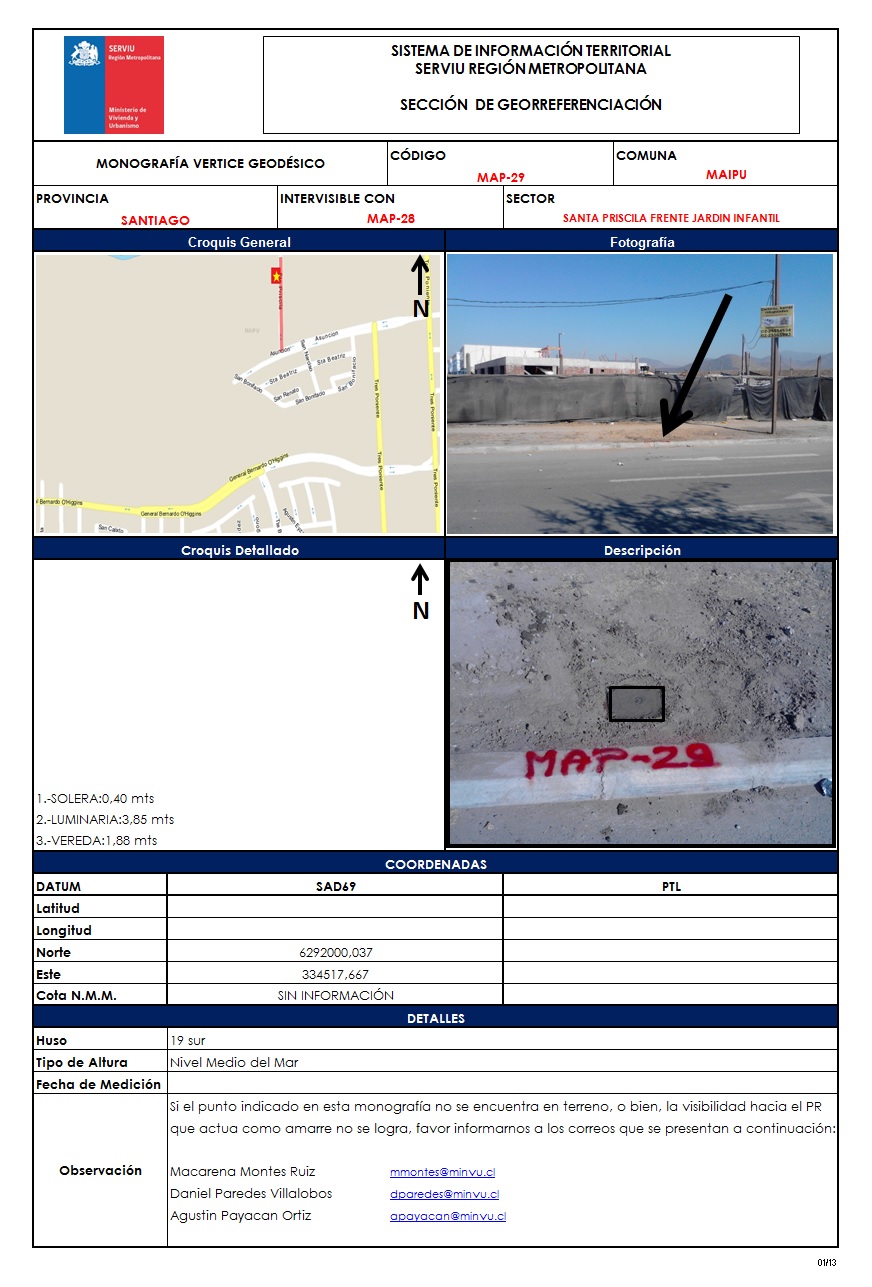 SERVIU
Región Metropolitana
Ministerio de
Vivienda y
Urbanismo
SISTEMA DE INFORMACIÓN TERRITORIAL
SERVIU REGIÓN METROPOLITANA
SECCIÓN DE GEORREFERENCIACIÓN
MONOGRAFÍA VERTICE GEODÉSICO
CÓDIGO
MAP-29
COMUNA
MAIPU
PROVINCIA
SANTIAGO
INTERVISIBLE CON
MAP-28
SECTOR
SANTA PRISCILA FRENTE JARDIN INFANTIL
Croquis General
Fotografía
N
MAIPU
Asuncion
Asuncion
San Bonifacio
Sta Beatriz
Sta Beatriz
San Narciso
San Renato
San Bonifacio
Tres Poniente
Tres Poniente
Tres Poniente
General Bernardo O'Higgins
Bernardo O'Higgins
General Bernardo O'Higgins
San Calixto
Croquis Detallado
Descripción
N
MAP-29
1.-SOLERA:0,40 mts
2.-LUMINARIA:3,85 mts
3.-VEREDA:1,88 mts
COORDENADAS
DATUM SAD69 PTL
Latitud
Longitud
Norte 6292000,037
Este 334517,667
Cota N.M.M. SIN INFORMACIÓN
DETALLES
Huso 19 sur
Tipo de Altura Nivel Medio del Mar
Fecha de Medición
Observación
Si el punto indicado en esta monografía no se encuentra en terreno, o bien, la visibilidad hacia el PR
que actua como amarre no se logra, favor informarnos a los correos que se presentan a continuación:
Macarena Montes Ruiz mmontes@minvu.cl
Daniel Paredes Villalobos dparedes@minvu.cl
Agustin Payacan Ortiz apayacan@minvu.cl
01/13